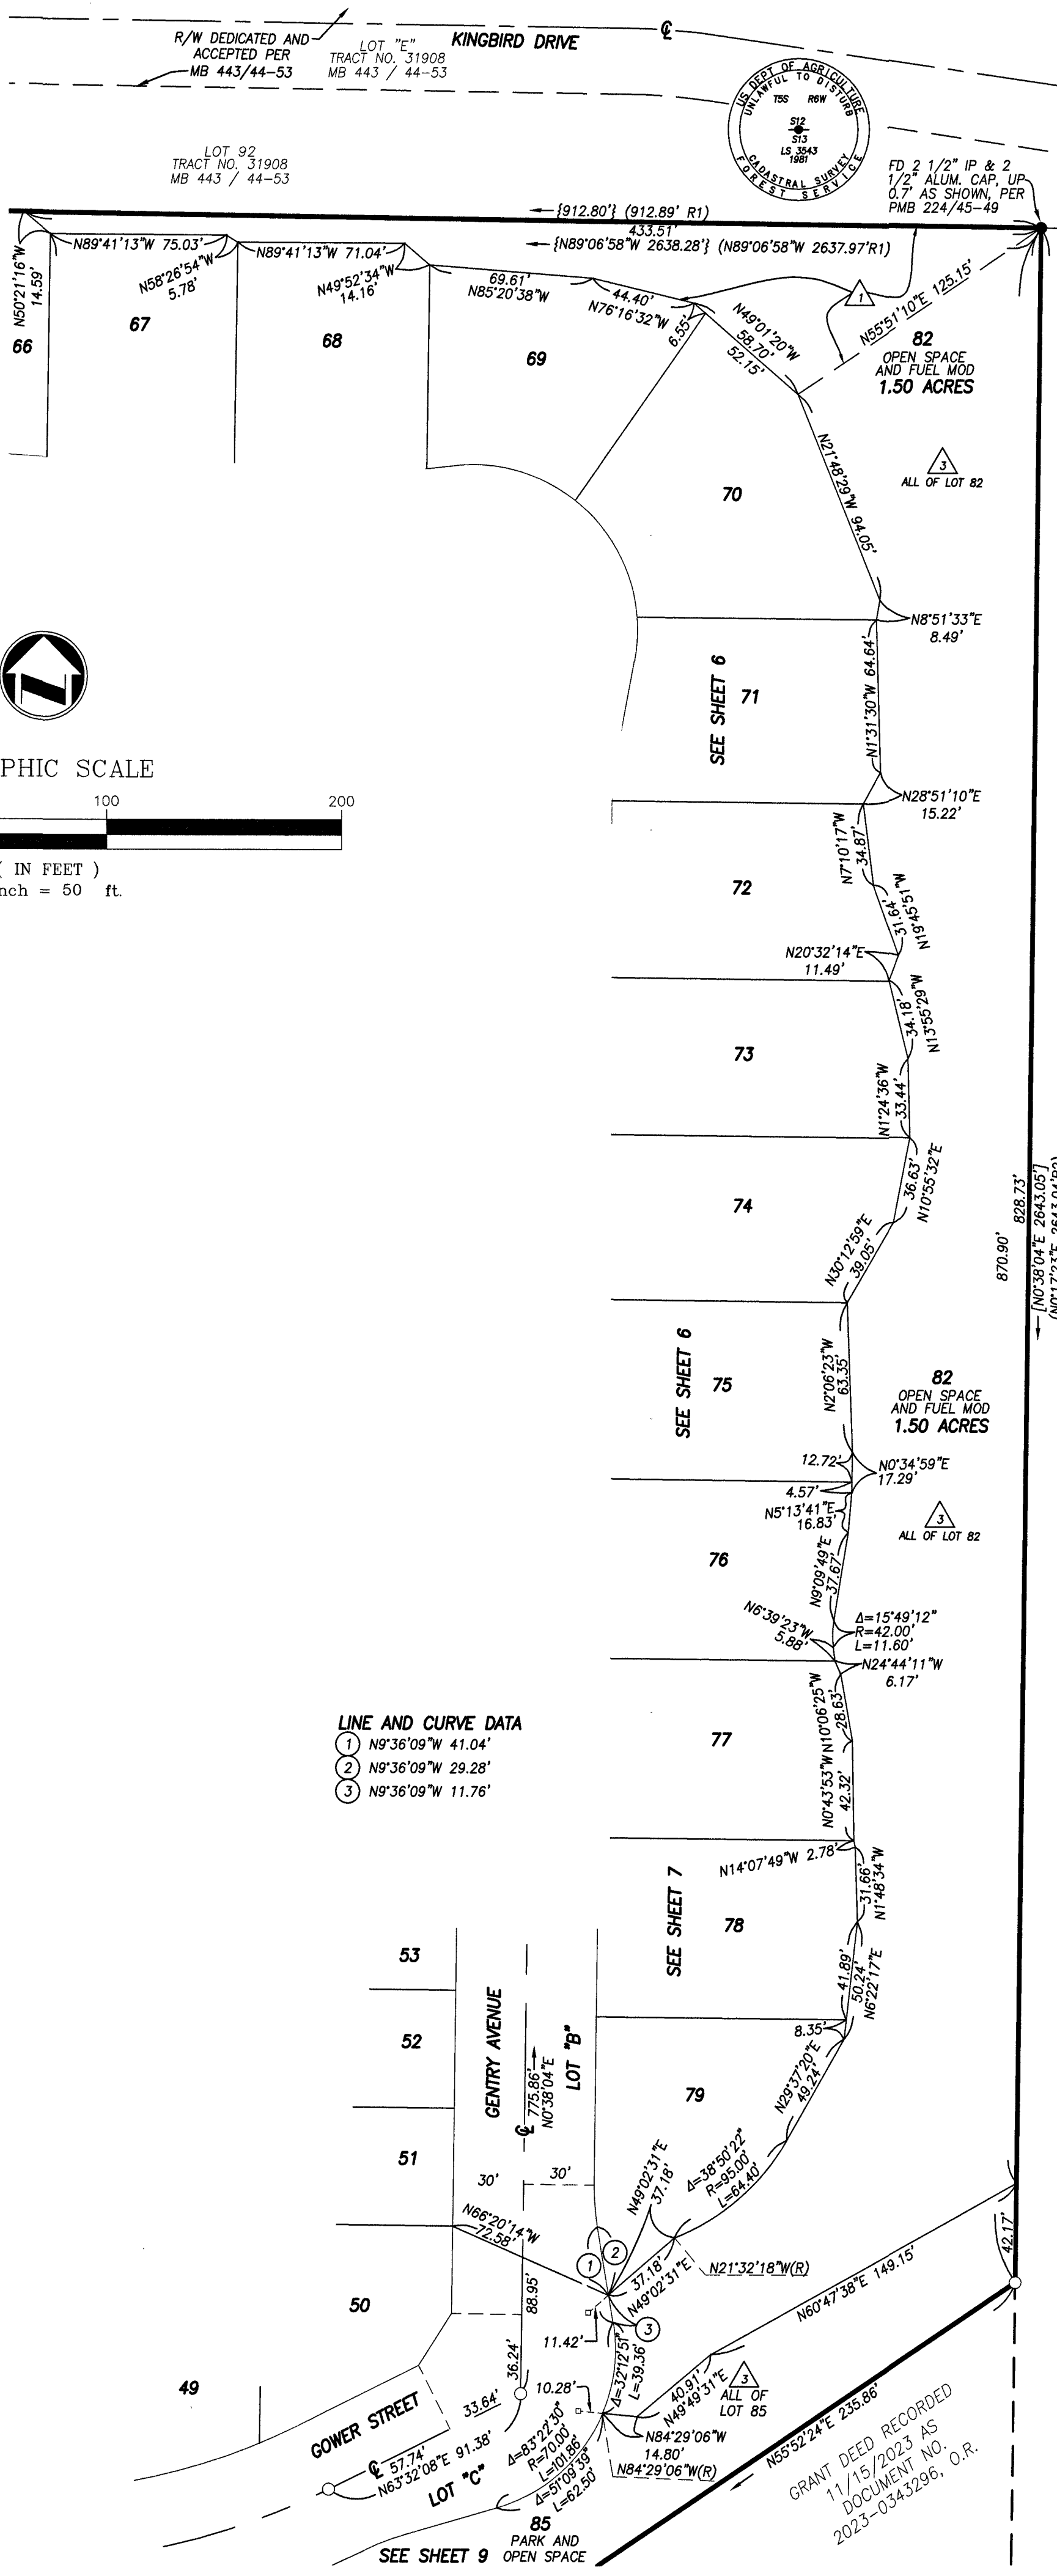 R/W DEDICATED AND
ACCEPTED PER
MB 443/44-53
LOT "E"
TRACT NO. 31908
MB 443 / 44-53
KINGBIRD DRIVE
℄
US DEPT OF AGRICULTURE
UNLAWFUL TO DISTURB
T5S R6W
S12
S13
LS 3543
1981
CADASTRAL SURVEY
FOREST SERVICE
LOT 92
TRACT NO. 31908
MB 443 / 44-53
FD 2 1/2" IP & 2
1/2" ALUM. CAP, UP
0.7' AS SHOWN, PER
PMB 224/45-49
{912.80'} (912.89' R1)
433.51'
{N89°06'58"W 2638.28'} (N89°06'58"W 2637.97'R1)
N50°21'16"W
14.59'
N89°41'13"W 75.03'
N58°26'54"W
5.78'
N89°41'13"W 71.04'
N49°52'34"W
14.16'
69.61'
N85°20'38"W
44.40'
N76°16'32"W
6.55'
N49°01'20"W
58.70'
52.15'
1
N55°51'10"E 125.15'
66
67
68
69
82
OPEN SPACE
AND FUEL MOD
1.50 ACRES
3
ALL OF LOT 82
N21°48'29"W 94.05'
70
N8°51'33"E
8.49'
SEE SHEET 6
71
N1°31'30"W 64.64'
PHIC SCALE
100
200
( IN FEET )
nch = 50 ft.
N28°51'10"E
15.22'
N7°10'17"W
34.87'
72
31.64'
N19°45'51"W
N20°32'14"E
11.49'
34.18'
N13°55'29"W
73
N1°24'36"W
33.44'
36.63'
N10°55'32"E
74
N30°12'59"E
39.05'
870.90'
828.73'
[N0°38'04"E 2643.05']
(N0°17'23"E 2643.04'R2)
SEE SHEET 6
75
N2°06'23"W
63.35'
82
OPEN SPACE
AND FUEL MOD
1.50 ACRES
12.72'
N0°34'59"E
17.29'
4.57'
N5°13'41"E
16.83'
3
ALL OF LOT 82
76
N9°09'49"E
37.67'
N6°39'23"W
5.88'
Δ=15°49'12"
R=42.00'
L=11.60'
N24°44'11"W
6.17'
N10°06'25"W
28.63'
77
N0°43'53"W
42.32'
LINE AND CURVE DATA
1 N9°36'09"W 41.04'
2 N9°36'09"W 29.28'
3 N9°36'09"W 11.76'
N14°07'49"W 2.78'
31.66'
N1°48'34"W
SEE SHEET 7
78
41.89'
50.24'
N6°22'17"E
8.35'
53
52
51
50
49
GENTRY AVENUE
℄ 775.86'
N0°38'04"E
LOT "B"
30'
30'
79
N29°37'20"E
49.24'
Δ=38°50'22"
R=95.00'
L=64.40'
N49°02'31"E
37.18'
N66°20'14"W
72.58'
1
2
37.18'
N49°02'31"E
N21°32'18"W(R)
88.95'
11.42'
3
36.24'
Δ=32°12'51"
L=39.36'
10.28'
N60°47'38"E 149.15'
42.17'
40.91'
N49°49'31"E
3
ALL OF
LOT 85
N84°29'06"W
14.80'
N84°29'06"W(R)
33.64'
GOWER STREET
℄ 57.74'
N63°32'08"E 91.38'
LOT "C"
Δ=83°22'30"
R=70.00'
L=101.86'
Δ=51°09'39"
L=62.50'
N55°52'24"E 235.86'
GRANT DEED RECORDED
11/15/2023 AS
DOCUMENT NO.
2023-0343296, O.R.
85
PARK AND
OPEN SPACE
SEE SHEET 9